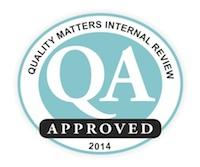 QUALITY MATTERS INTERNAL REVIEW
QA
APPROVED
2014